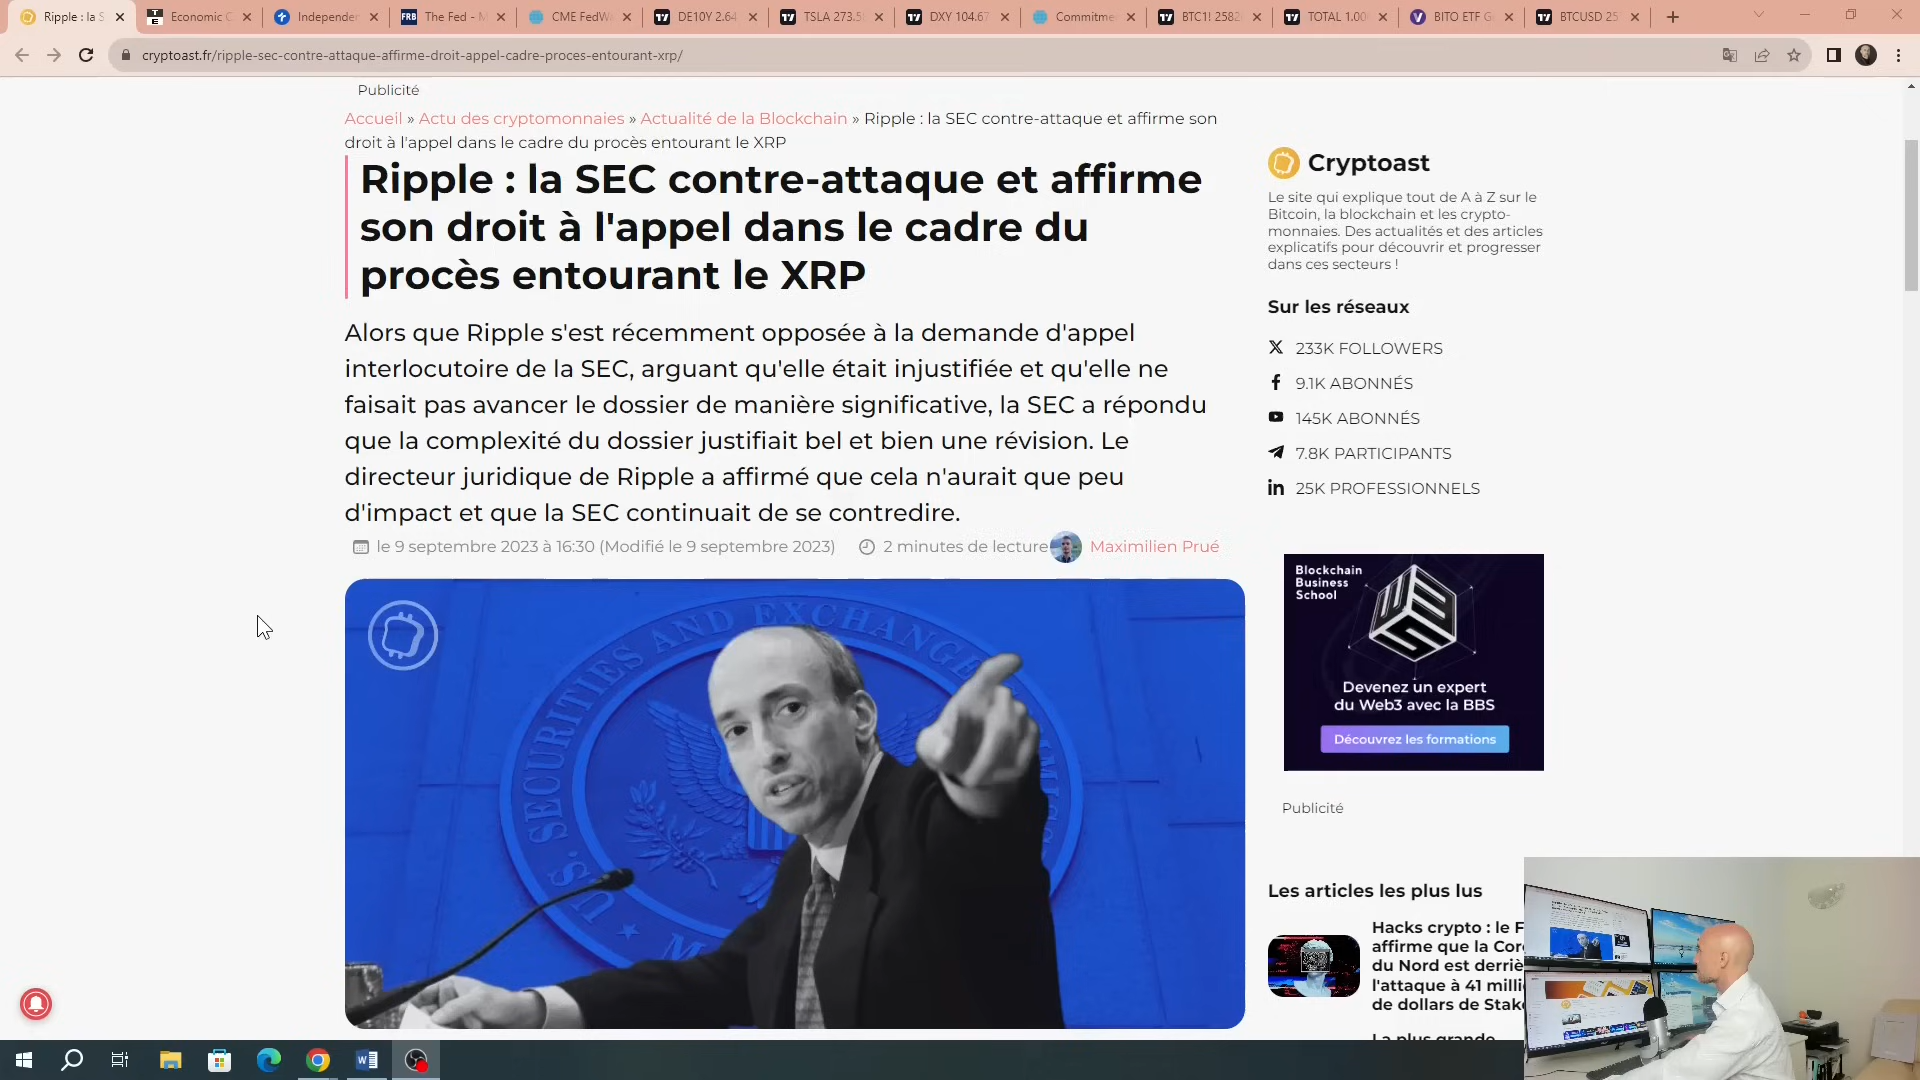 Ripple : la S
Economic C
Independen
The Fed - M
CME FedWa
DE10Y 2.64
TSLA 273.5
DXY 104.67
Commitme
BTC1! 2582
TOTAL 1.00
BITO ETF G
BTCUSD 25
cryptoast.fr/ripple-sec-contre-attaque-affirme-droit-appel-cadre-proces-entourant-xrp/
Publicité
Accueil » Actu des cryptomonnaies » Actualité de la Blockchain » Ripple : la SEC contre-attaque et affirme son
droit à l'appel dans le cadre du procès entourant le XRP
Ripple : la SEC contre-attaque et affirme
son droit à l'appel dans le cadre du
procès entourant le XRP
Alors que Ripple s'est récemment opposée à la demande d'appel
interlocutoire de la SEC, arguant qu'elle était injustifiée et qu'elle ne
faisait pas avancer le dossier de manière significative, la SEC a répondu
que la complexité du dossier justifiait bel et bien une révision. Le
directeur juridique de Ripple a affirmé que cela n'aurait que peu
d'impact et que la SEC continuait de se contredire.
le 9 septembre 2023 à 16:30 (Modifié le 9 septembre 2023)
2 minutes de lecture
Maximilien Prué
U.S. SECURITIES AND EXCHANGE
Cryptoast
Le site qui explique tout de A à Z sur le
Bitcoin, la blockchain et les crypto-
monnaies. Des actualités et des articles
explicatifs pour découvrir et progresser
dans ces secteurs !
Sur les réseaux
233K FOLLOWERS
9.1K ABONNÉS
145K ABONNÉS
7.8K PARTICIPANTS
25K PROFESSIONNELS
Blockchain
Business
School
Devenez un expert
du Web3 avec la BBS
Découvrez les formations
Publicité
Les articles les plus lus
Hacks crypto : le F
affirme que la Cor
du Nord est derriè
l'attaque à 41 milli
de dollars de Stak
La plus grande